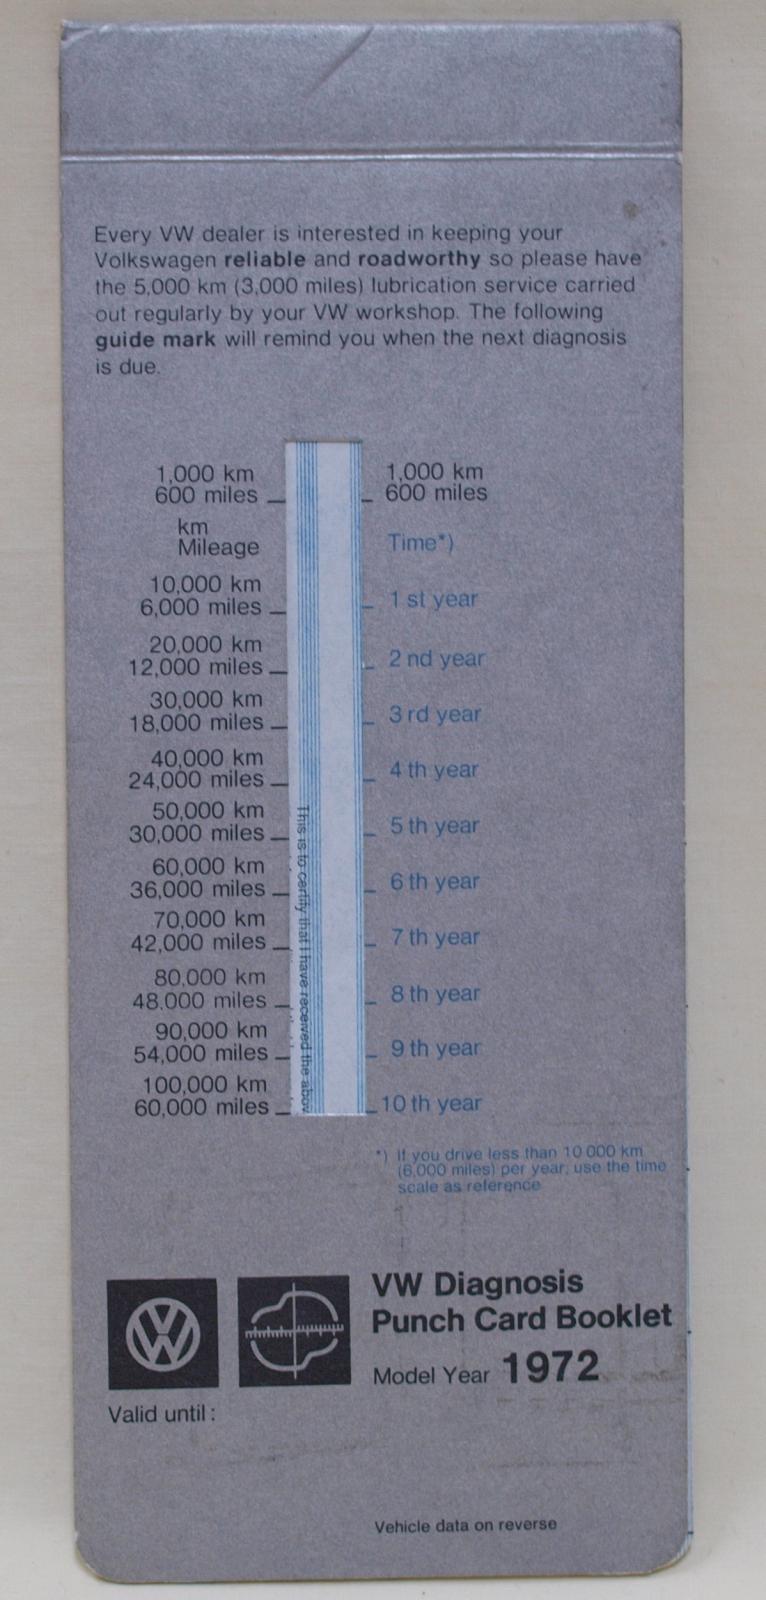 Every VW dealer is interested in keeping your
Volkswagen reliable and roadworthy so please have
the 5.000 km (3,000 miles) lubrication service carried
out regularly by your VW workshop. The following
guide mark will remind you when the next diagnosis
is due.
1,000 km
600 miles
1,000 km
600 miles
km
Mileage
Time*)
10,000 km
6,000 miles
1 st year
20,000 km
12,000 miles
2 nd year
30,000 km
18,000 miles
3 rd year
40,000 km
24,000 miles
4 th year
50,000 km
30,000 miles
5 th year
60,000 km
36,000 miles
6 th year
70,000 km
42,000 miles
7 th year
80,000 km
48.000 miles
8 th year
90,000 km
54,000 miles
9 th year
100,000 km
60,000 miles
10 th year
This is to certify that I have received the above
*) If you drive less than 10 000 km
(6,000 miles) per year, use the time
scale as reference
VW
VW Diagnosis
Punch Card Booklet
Model Year 1972
Valid until:
Vehicle data on reverse